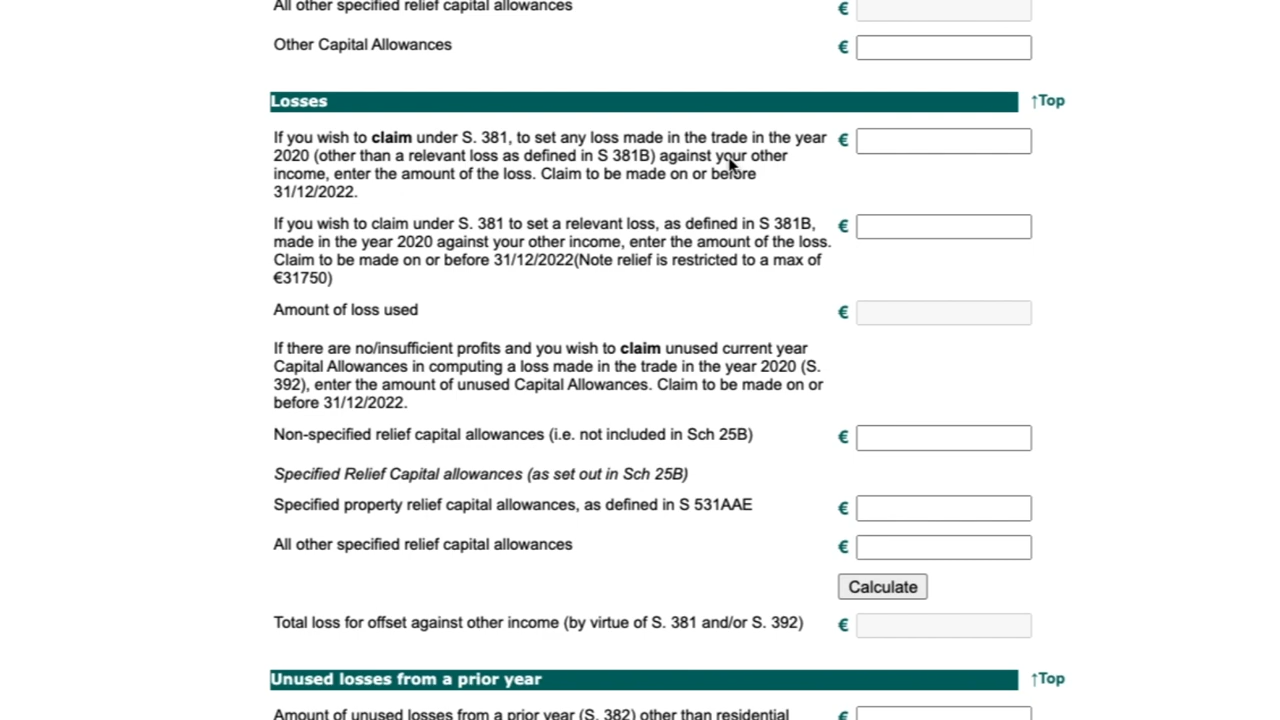 All other specified relief capital allowances €
Other Capital Allowances €
Losses ↑Top
If you wish to claim under S. 381, to set any loss made in the trade in the year €
2020 (other than a relevant loss as defined in S 381B) against your other
income, enter the amount of the loss. Claim to be made on or before
31/12/2022.
If you wish to claim under S. 381 to set a relevant loss, as defined in S 381B, €
made in the year 2020 against your other income, enter the amount of the loss.
Claim to be made on or before 31/12/2022(Note relief is restricted to a max of
€31750)
Amount of loss used €
If there are no/insufficient profits and you wish to claim unused current year
Capital Allowances in computing a loss made in the trade in the year 2020 (S.
392), enter the amount of unused Capital Allowances. Claim to be made on or
before 31/12/2022.
Non-specified relief capital allowances (i.e. not included in Sch 25B) €
Specified Relief Capital allowances (as set out in Sch 25B)
Specified property relief capital allowances, as defined in S 531AAE €
All other specified relief capital allowances €
Calculate
Total loss for offset against other income (by virtue of S. 381 and/or S. 392) €
Unused losses from a prior year ↑Top
Amount of unused losses from a prior year (S. 382) other than residential €